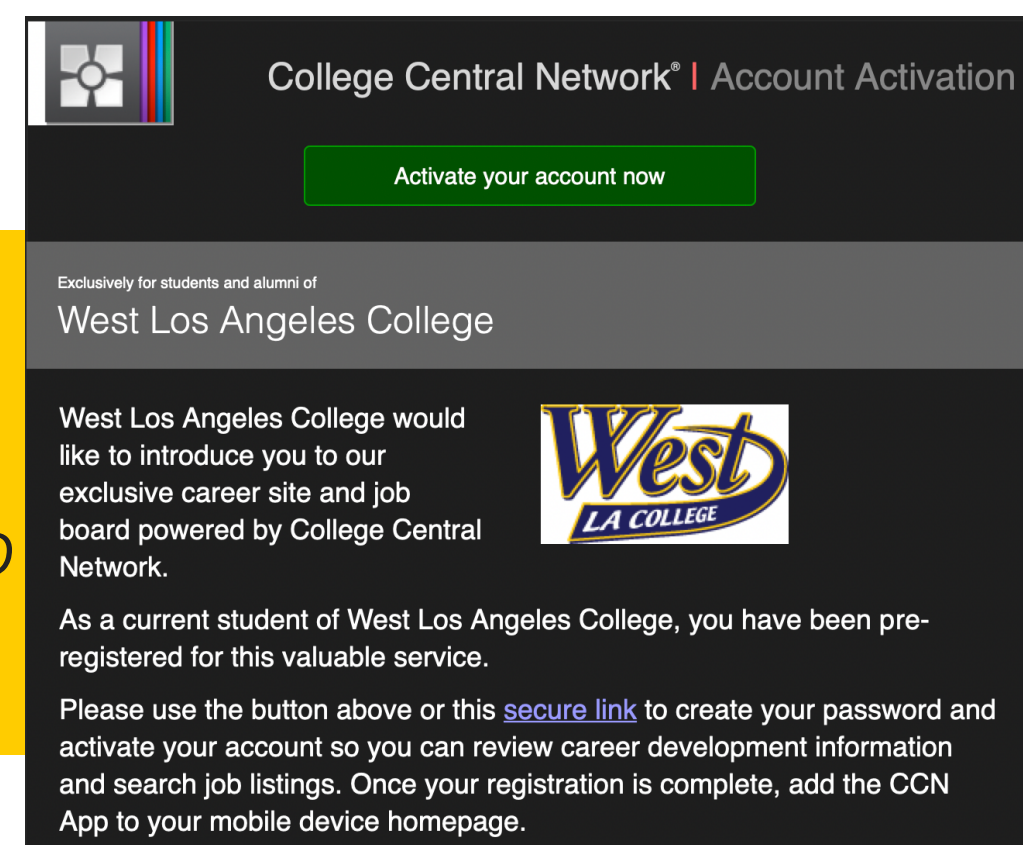 College Central Network® | Account Activation
Activate your account now
Exclusively for students and alumni of
West Los Angeles College
West Los Angeles College would
like to introduce you to our
exclusive career site and job
board powered by College Central
Network.
West
LA COLLEGE
As a current student of West Los Angeles College, you have been pre-
registered for this valuable service.
Please use the button above or this secure link to create your password and
activate your account so you can review career development information
and search job listings. Once your registration is complete, add the CCN
App to your mobile device homepage.